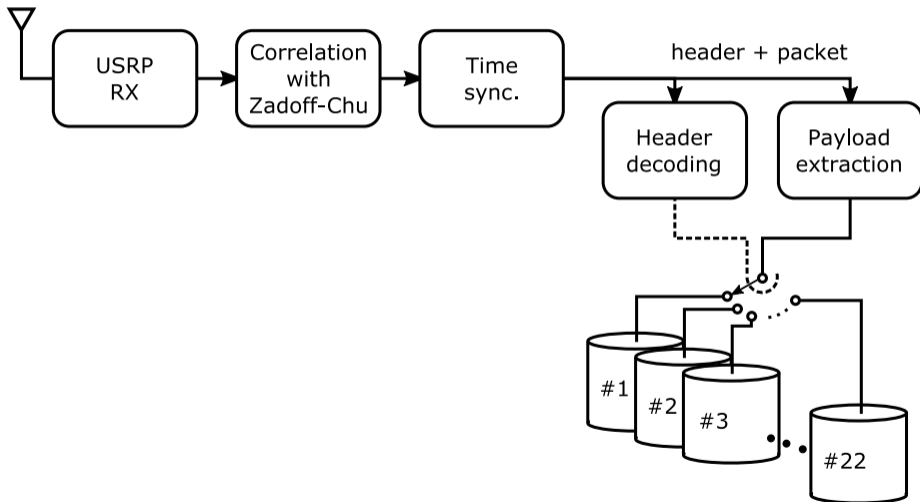 USRP
RX
Correlation
with
Zadoff-Chu
Time
sync.
header + packet
Header
decoding
Payload
extraction
#1
#2
#3
#22